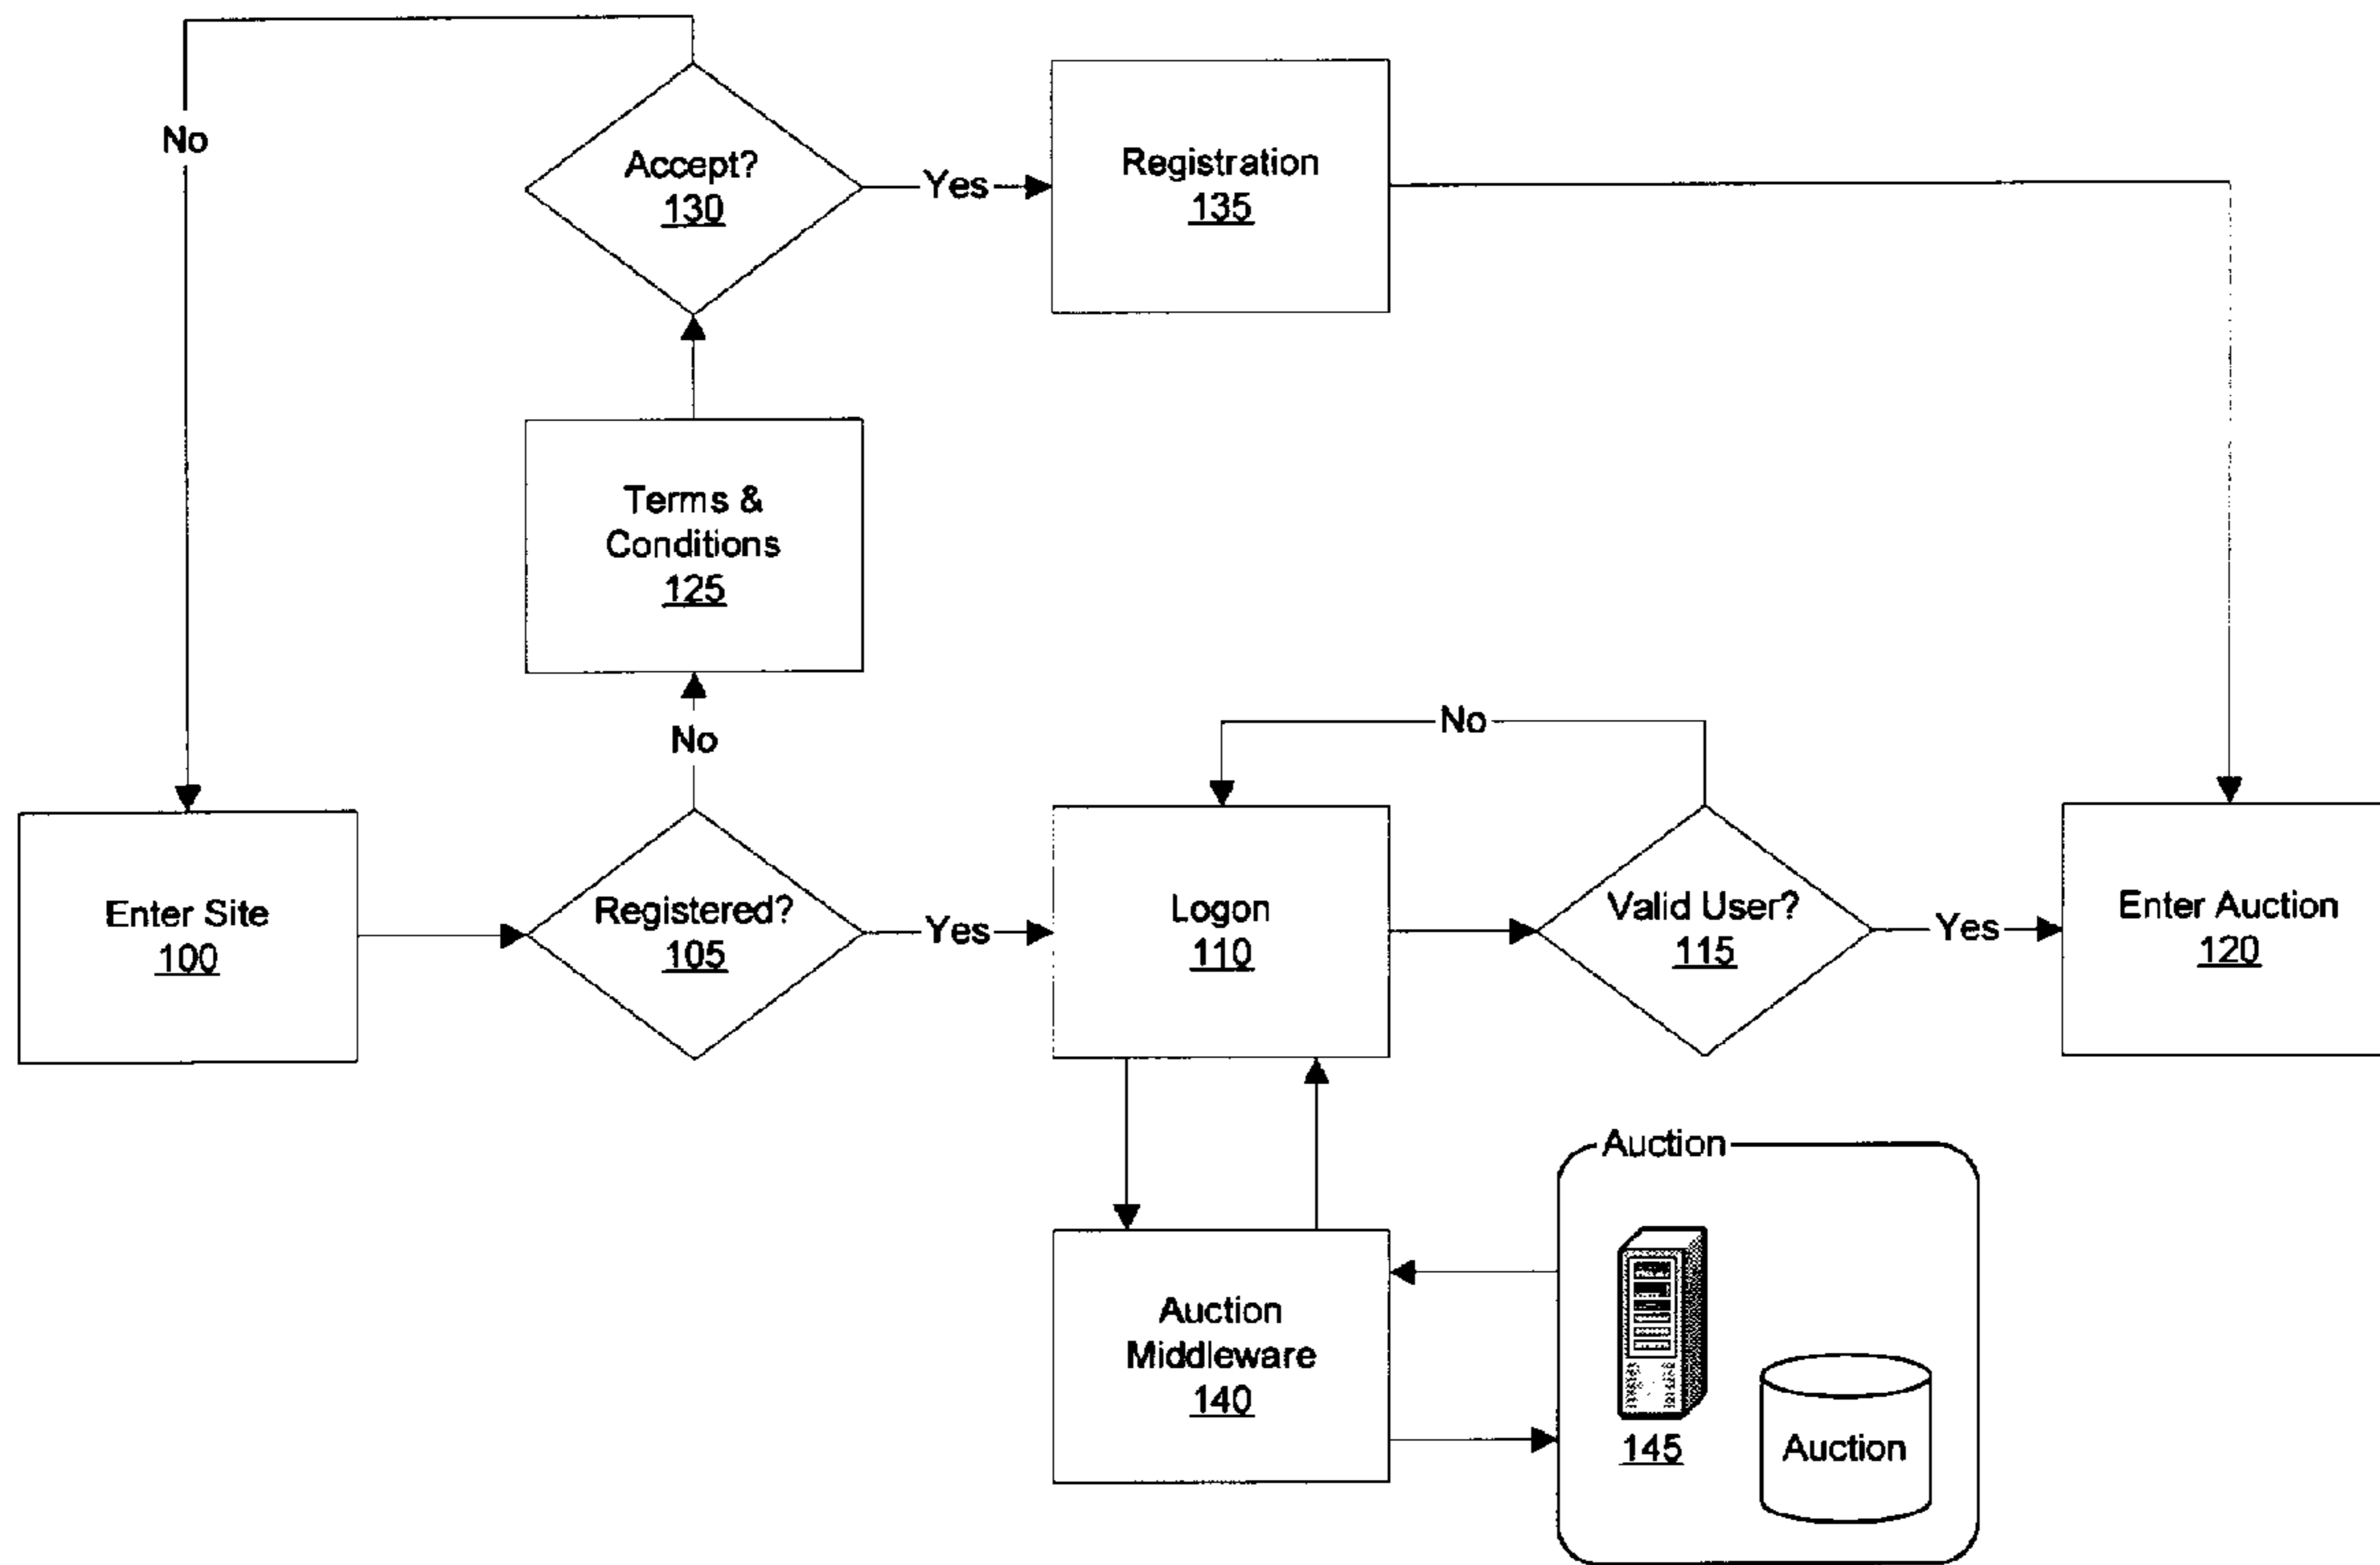 No
Accept?
130
Yes
Registration
135
Terms &
Conditions
125
No
No
Enter Site
100
Registered?
105
Yes
Logon
110
Valid User?
115
Yes
Enter Auction
120
Auction
Auction
Middleware
140
145
Auction